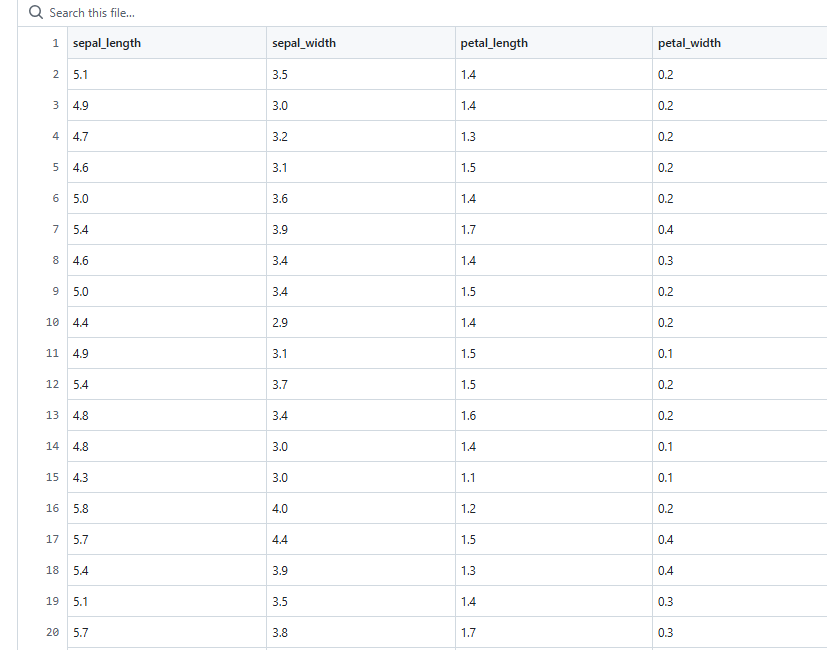 Search this file...
1 sepal_length sepal_width petal_length petal_width
2 5.1 3.5 1.4 0.2
3 4.9 3.0 1.4 0.2
4 4.7 3.2 1.3 0.2
5 4.6 3.1 1.5 0.2
6 5.0 3.6 1.4 0.2
7 5.4 3.9 1.7 0.4
8 4.6 3.4 1.4 0.3
9 5.0 3.4 1.5 0.2
10 4.4 2.9 1.4 0.2
11 4.9 3.1 1.5 0.1
12 5.4 3.7 1.5 0.2
13 4.8 3.4 1.6 0.2
14 4.8 3.0 1.4 0.1
15 4.3 3.0 1.1 0.1
16 5.8 4.0 1.2 0.2
17 5.7 4.4 1.5 0.4
18 5.4 3.9 1.3 0.4
19 5.1 3.5 1.4 0.3
20 5.7 3.8 1.7 0.3